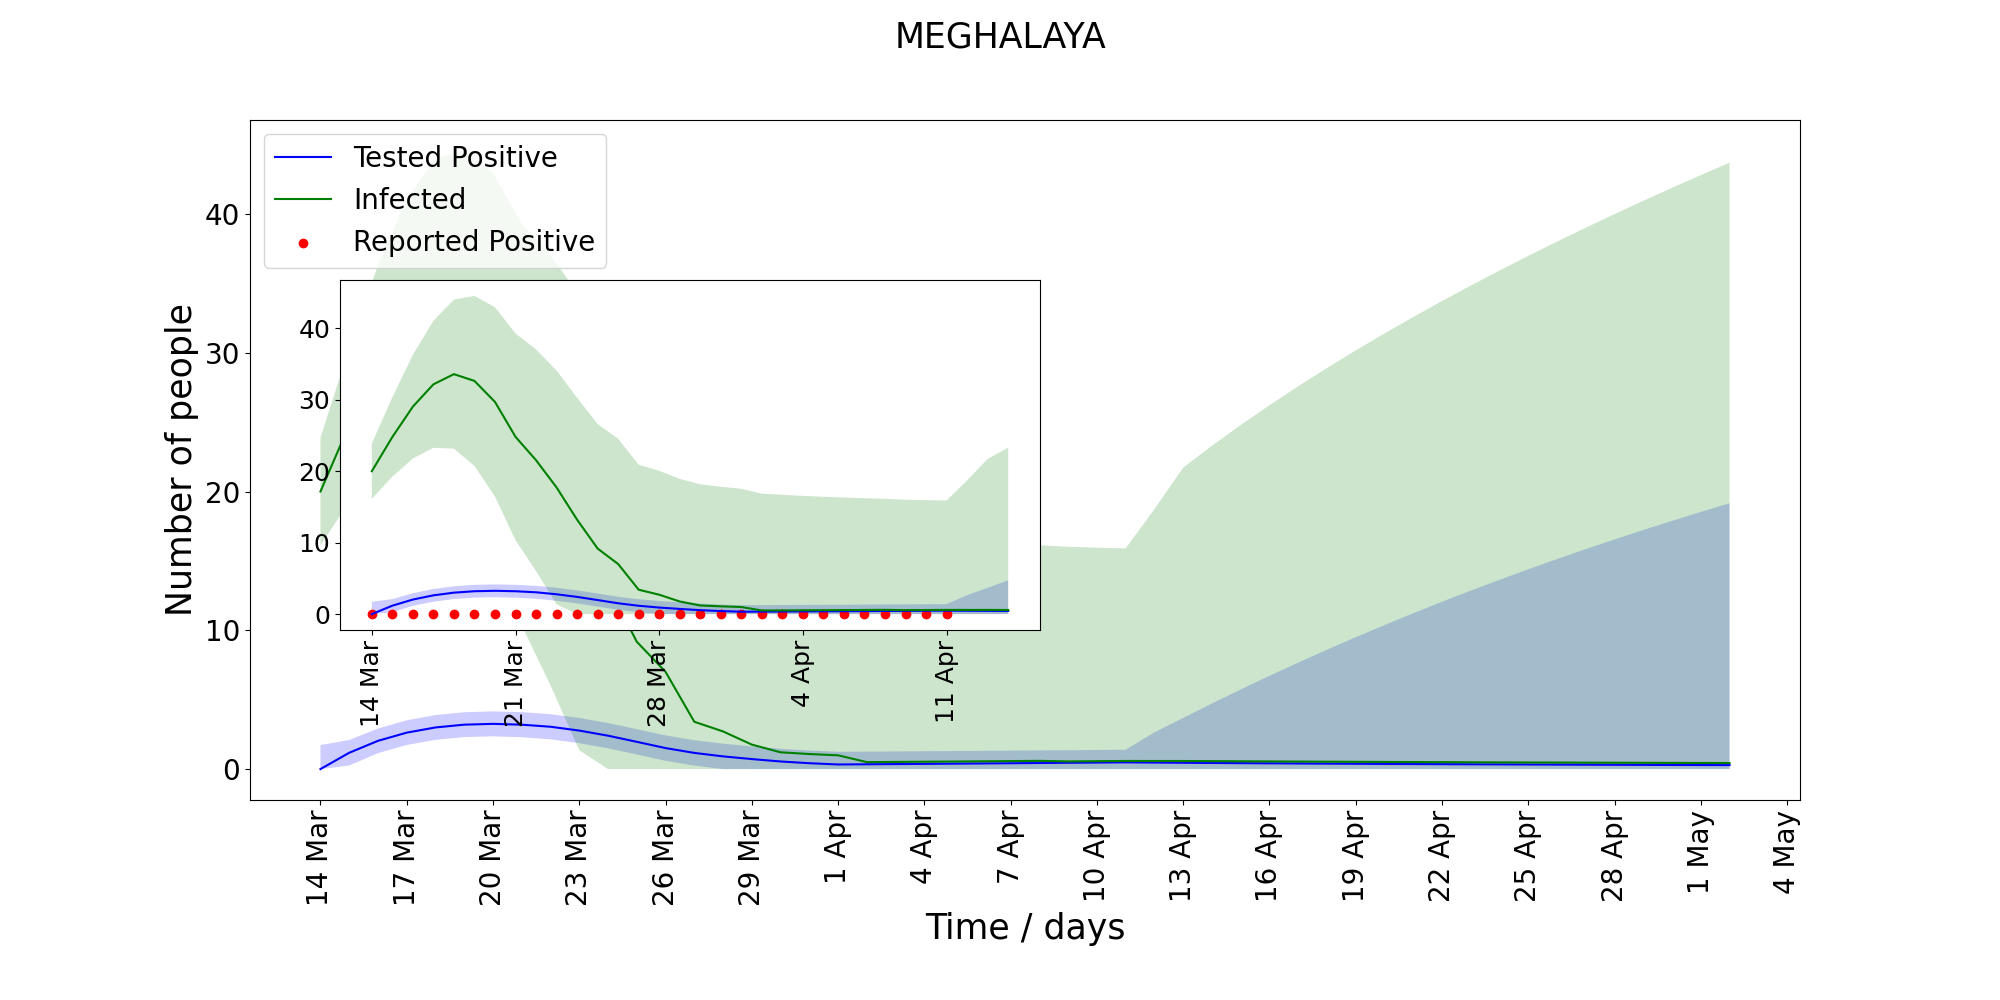 MEGHALAYA
Tested Positive
Infected
Reported Positive
Number of people
40
30
20
10
0
40
30
20
10
0
14 Mar
21 Mar
28 Mar
4 Apr
11 Apr
14 Mar
17 Mar
20 Mar
23 Mar
26 Mar
29 Mar
1 Apr
4 Apr
7 Apr
10 Apr
13 Apr
16 Apr
19 Apr
22 Apr
25 Apr
28 Apr
1 May
4 May
Time / days